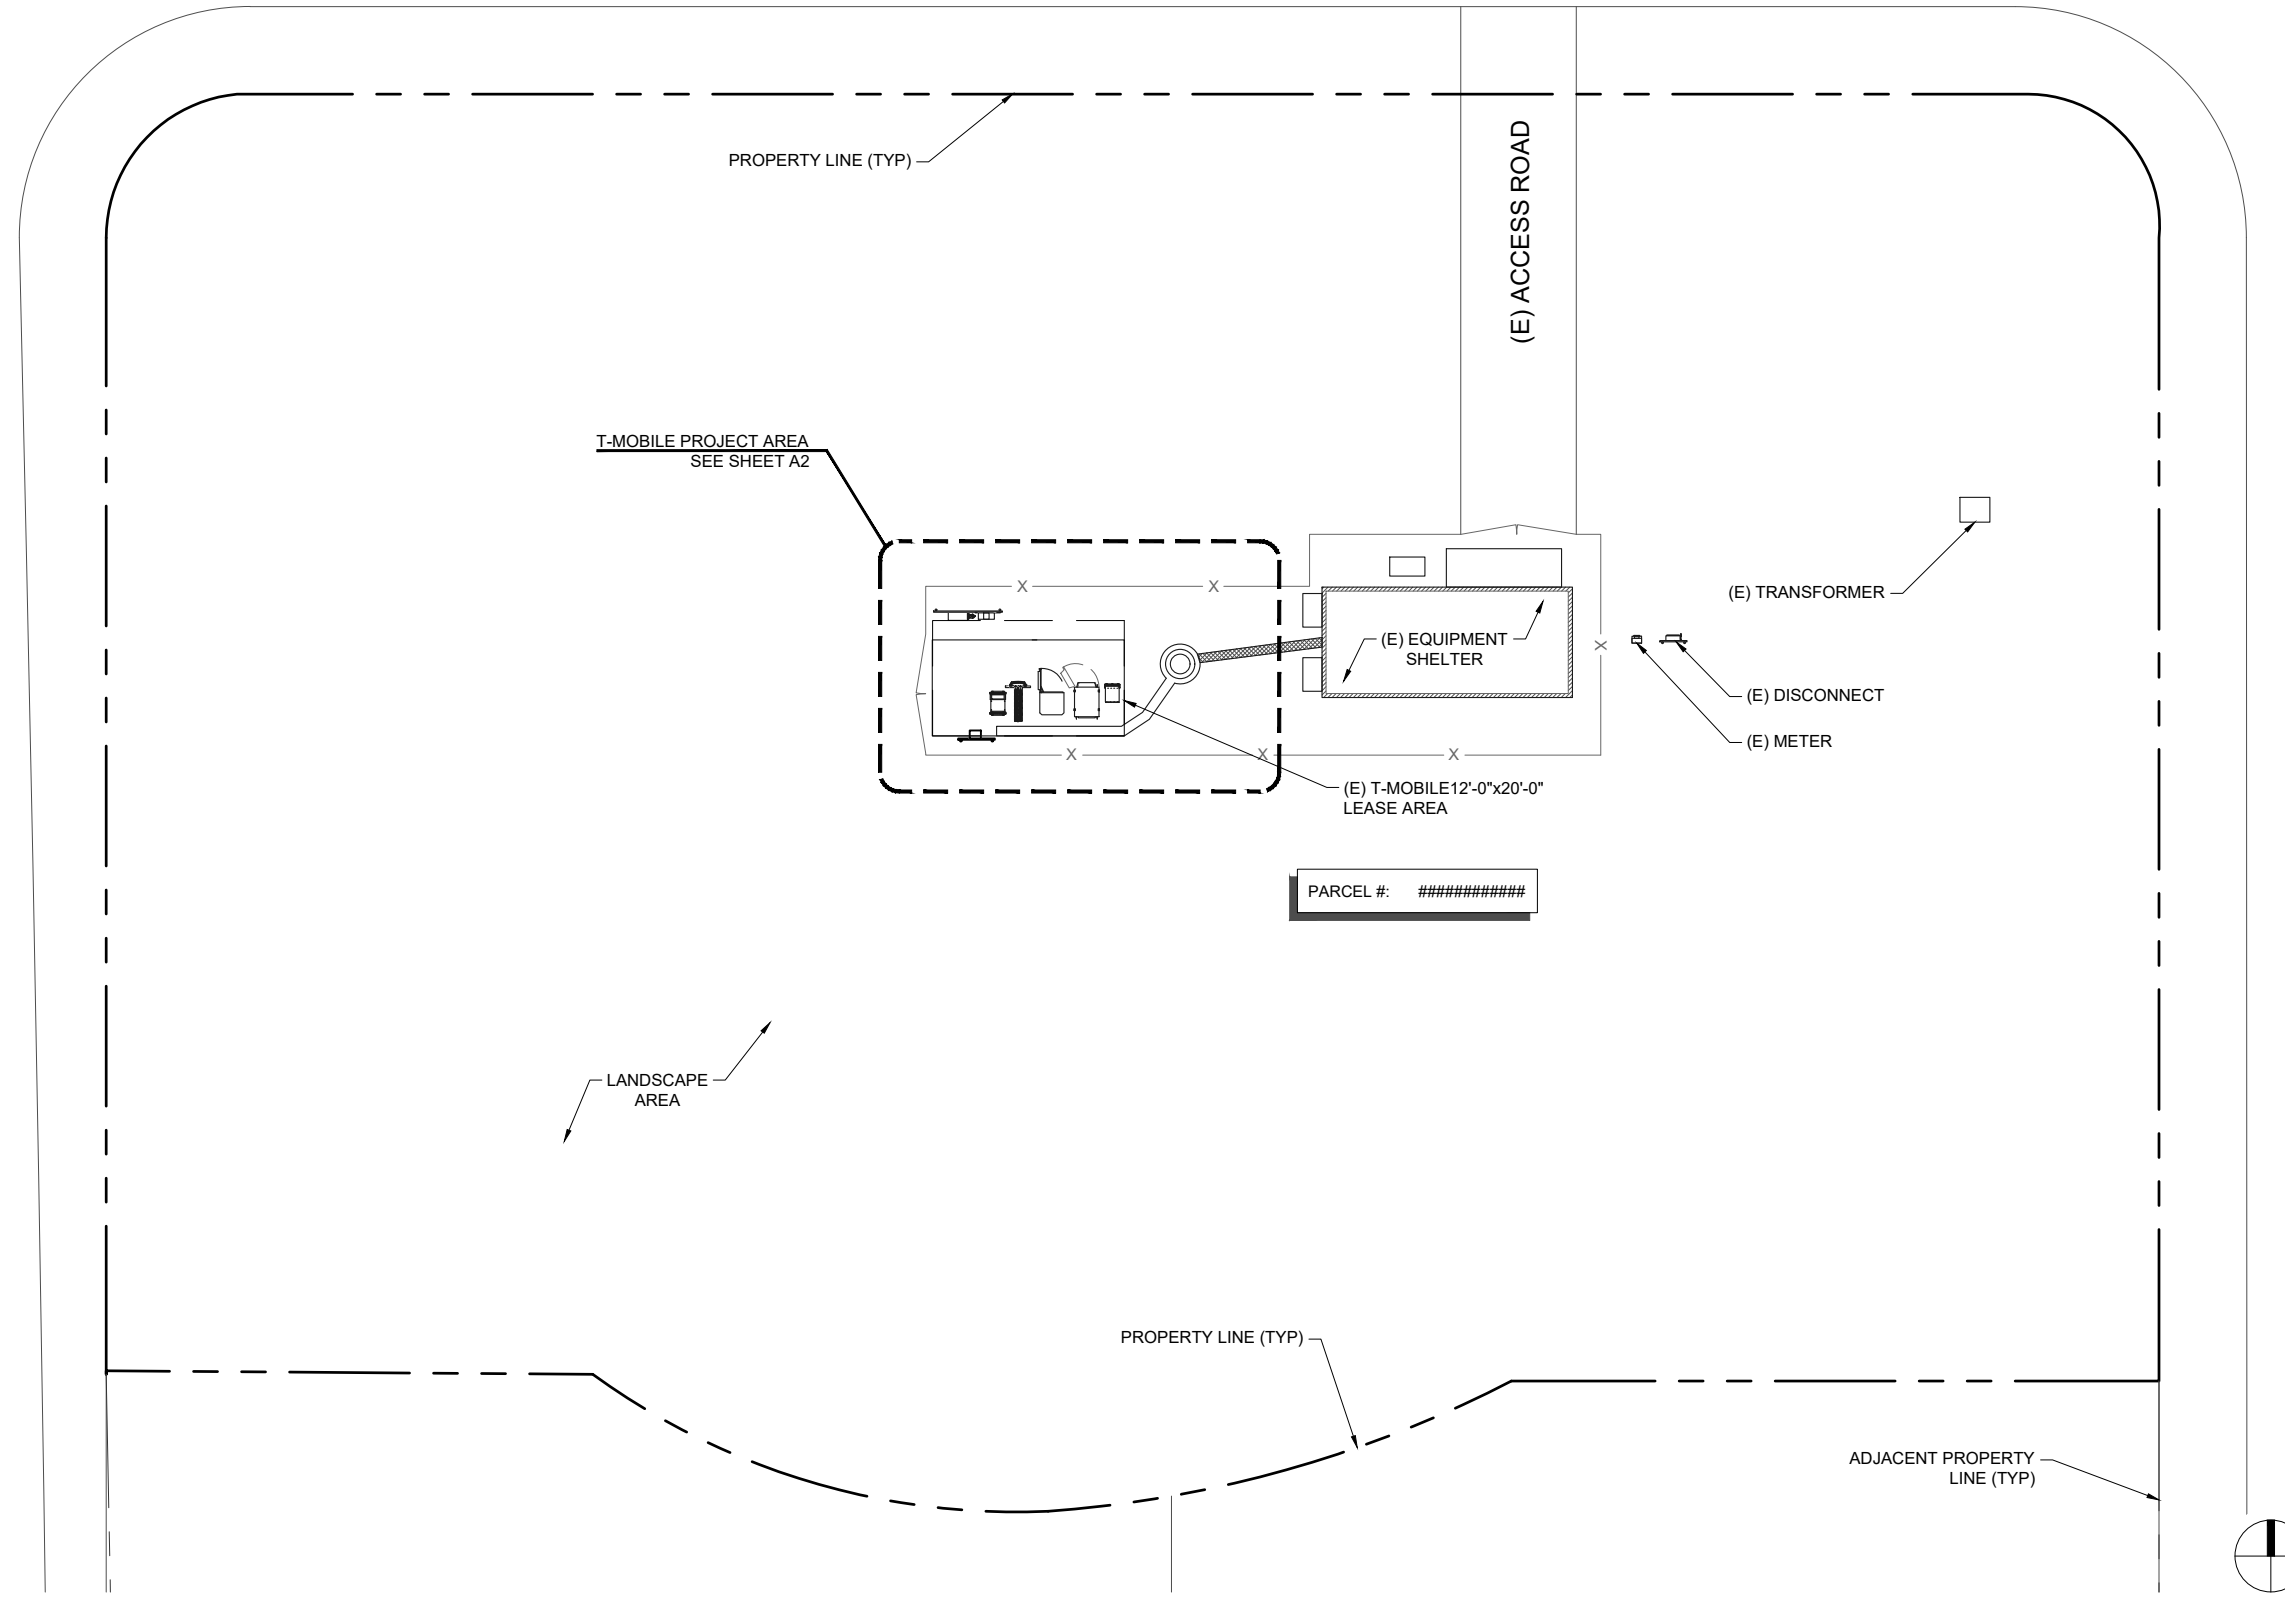 PROPERTY LINE (TYP)
(E) ACCESS ROAD
T-MOBILE PROJECT AREA
SEE SHEET A2
X
X
(E) TRANSFORMER
(E) EQUIPMENT
SHELTER
X
(E) DISCONNECT
(E) METER
X
X
X
(E) T-MOBILE12'-0"x20'-0"
LEASE AREA
PARCEL #: ############
LANDSCAPE
AREA
PROPERTY LINE (TYP)
ADJACENT PROPERTY
LINE (TYP)